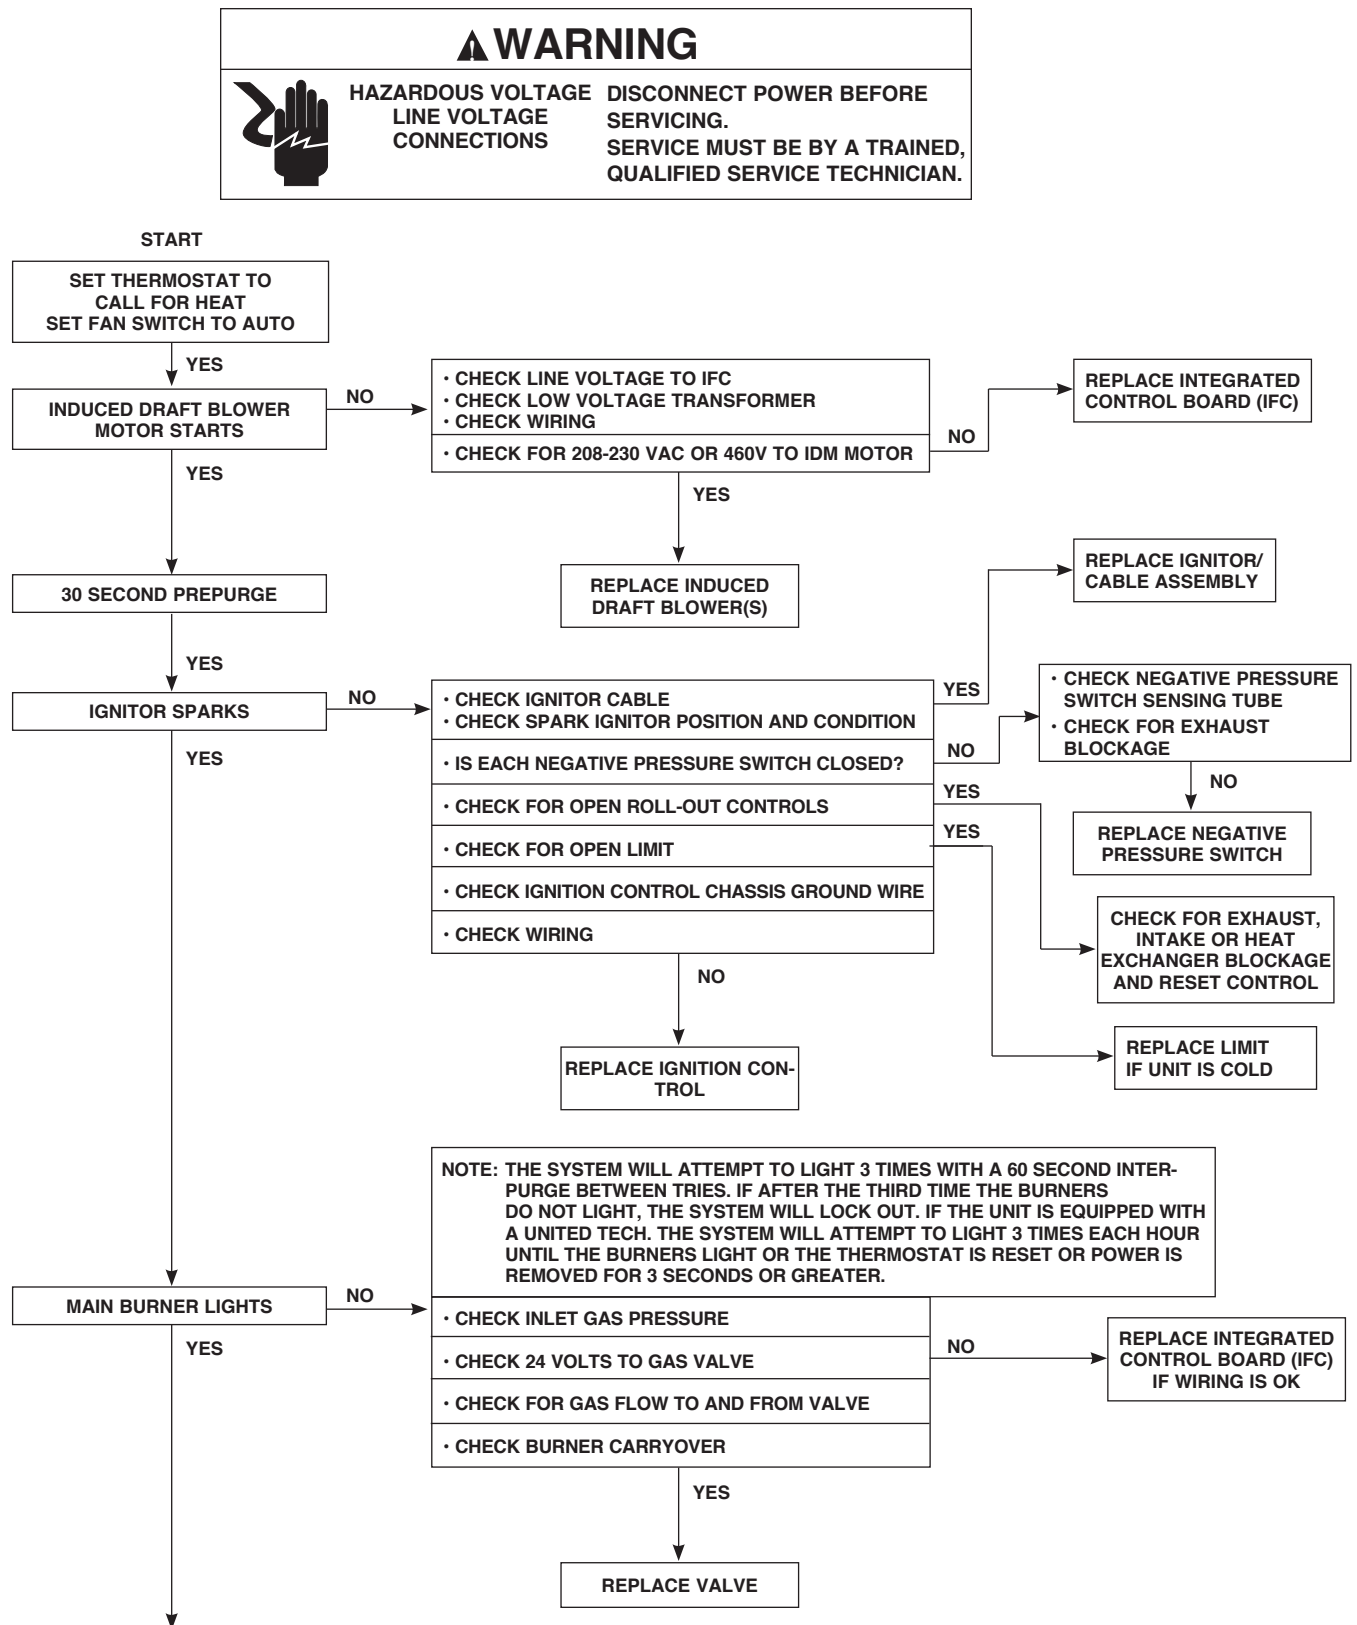 WARNING
HAZARDOUS VOLTAGE
LINE VOLTAGE
CONNECTIONS
DISCONNECT POWER BEFORE
SERVICING.
SERVICE MUST BE BY A TRAINED,
QUALIFIED SERVICE TECHNICIAN.
START
SET THERMOSTAT TO
CALL FOR HEAT
SET FAN SWITCH TO AUTO
YES
INDUCED DRAFT BLOWER
MOTOR STARTS
NO
· CHECK LINE VOLTAGE TO IFC
· CHECK LOW VOLTAGE TRANSFORMER
· CHECK WIRING
· CHECK FOR 208-230 VAC OR 460V TO IDM MOTOR
NO
REPLACE INTEGRATED
CONTROL BOARD (IFC)
YES
REPLACE INDUCED
DRAFT BLOWER(S)
YES
30 SECOND PREPURGE
YES
IGNITOR SPARKS
NO
· CHECK IGNITOR CABLE
· CHECK SPARK IGNITOR POSITION AND CONDITION
YES
REPLACE IGNITOR/
CABLE ASSEMBLY
· IS EACH NEGATIVE PRESSURE SWITCH CLOSED?
NO
· CHECK NEGATIVE PRESSURE
SWITCH SENSING TUBE
· CHECK FOR EXHAUST
BLOCKAGE
NO
REPLACE NEGATIVE
PRESSURE SWITCH
· CHECK FOR OPEN ROLL-OUT CONTROLS
YES
CHECK FOR EXHAUST,
INTAKE OR HEAT
EXCHANGER BLOCKAGE
AND RESET CONTROL
· CHECK FOR OPEN LIMIT
YES
REPLACE LIMIT
IF UNIT IS COLD
· CHECK IGNITION CONTROL CHASSIS GROUND WIRE
· CHECK WIRING
NO
REPLACE IGNITION CON-
TROL
YES
NOTE: THE SYSTEM WILL ATTEMPT TO LIGHT 3 TIMES WITH A 60 SECOND INTER-
PURGE BETWEEN TRIES. IF AFTER THE THIRD TIME THE BURNERS
DO NOT LIGHT, THE SYSTEM WILL LOCK OUT. IF THE UNIT IS EQUIPPED WITH
A UNITED TECH. THE SYSTEM WILL ATTEMPT TO LIGHT 3 TIMES EACH HOUR
UNTIL THE BURNERS LIGHT OR THE THERMOSTAT IS RESET OR POWER IS
REMOVED FOR 3 SECONDS OR GREATER.
MAIN BURNER LIGHTS
NO
· CHECK INLET GAS PRESSURE
· CHECK 24 VOLTS TO GAS VALVE
NO
REPLACE INTEGRATED
CONTROL BOARD (IFC)
IF WIRING IS OK
· CHECK FOR GAS FLOW TO AND FROM VALVE
· CHECK BURNER CARRYOVER
YES
REPLACE VALVE
YES